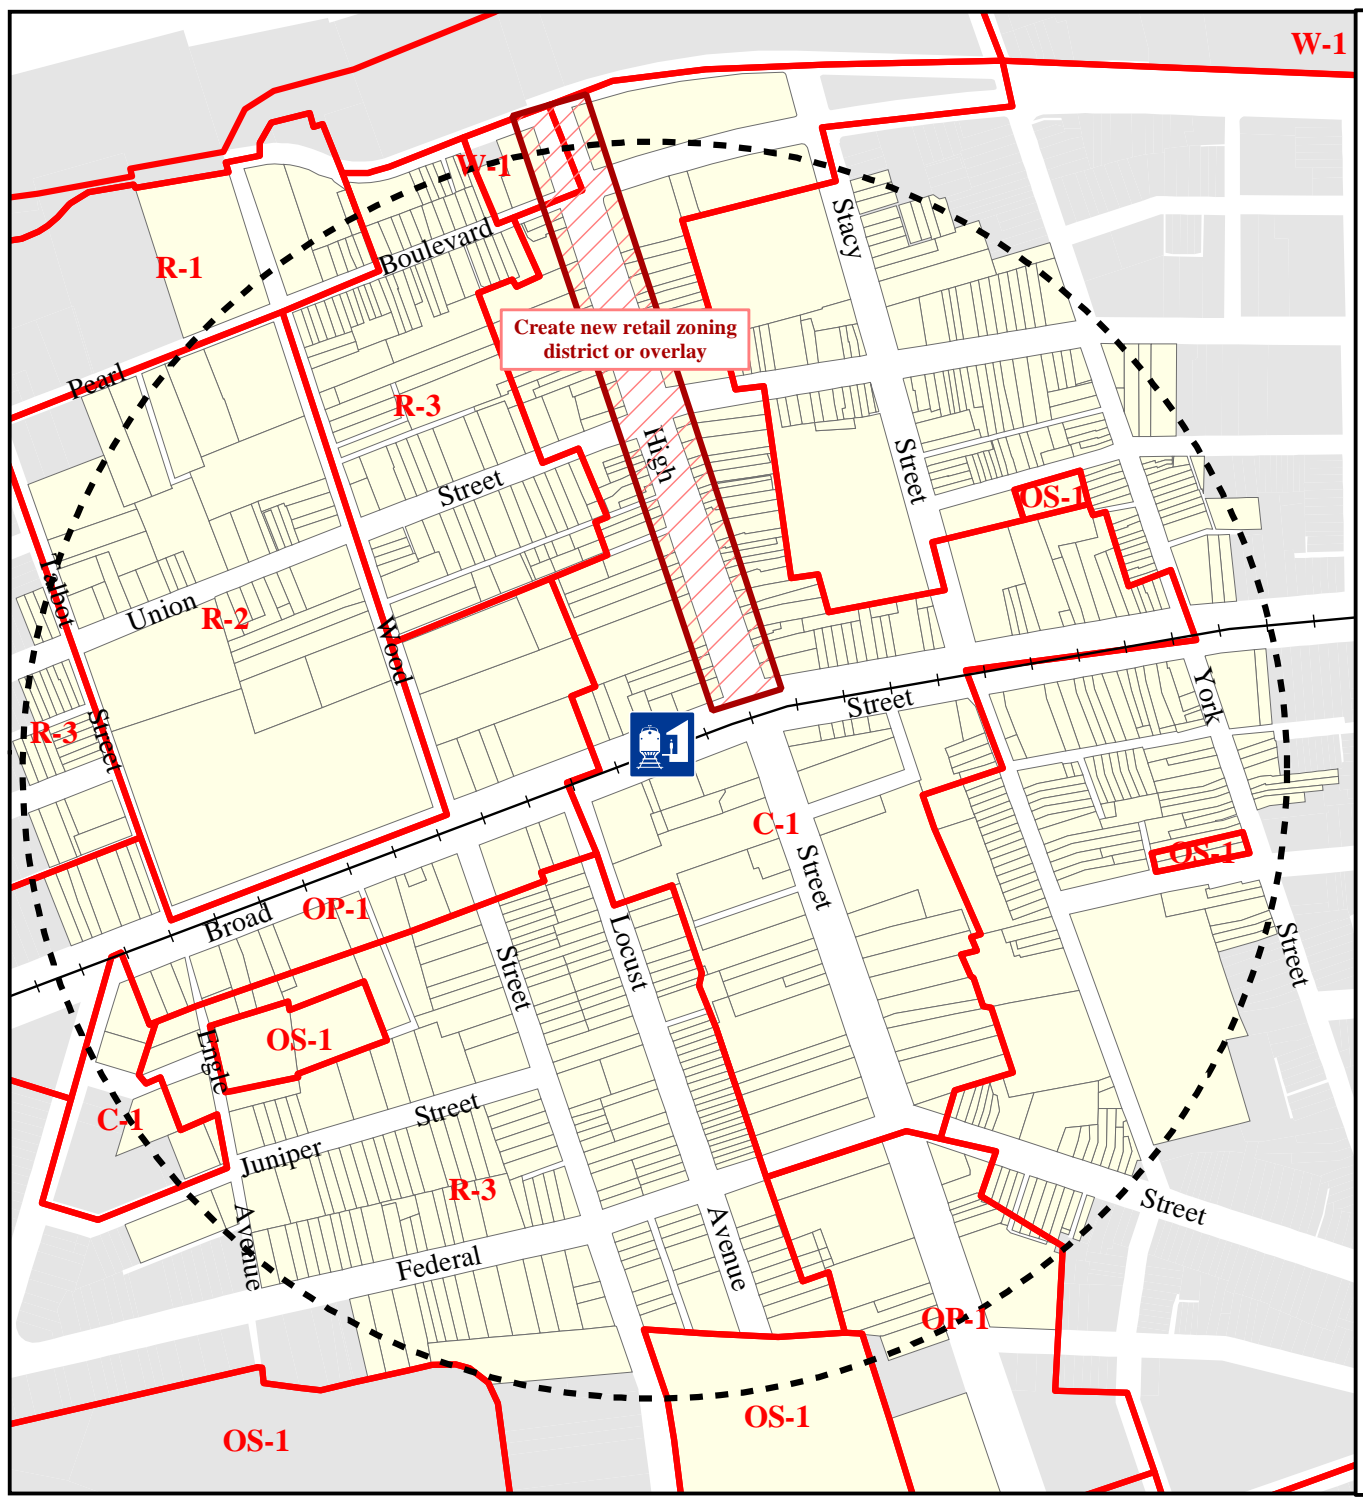 W-1
W-1
Stacy
Boulevard
R-1
Create new retail zoning
district or overlay
Pearl
R-3
High
Street
Street
OS-1
Talbot
Union
R-2
Wood
York
Street
R-3
Street
C-1
Street
OS-1
OP-1
Broad
Locust
Street
Street
OS-1
Engle
C-1
Street
Juniper
R-3
Street
Avenue
Avenue
Federal
OP-1
OS-1
OS-1